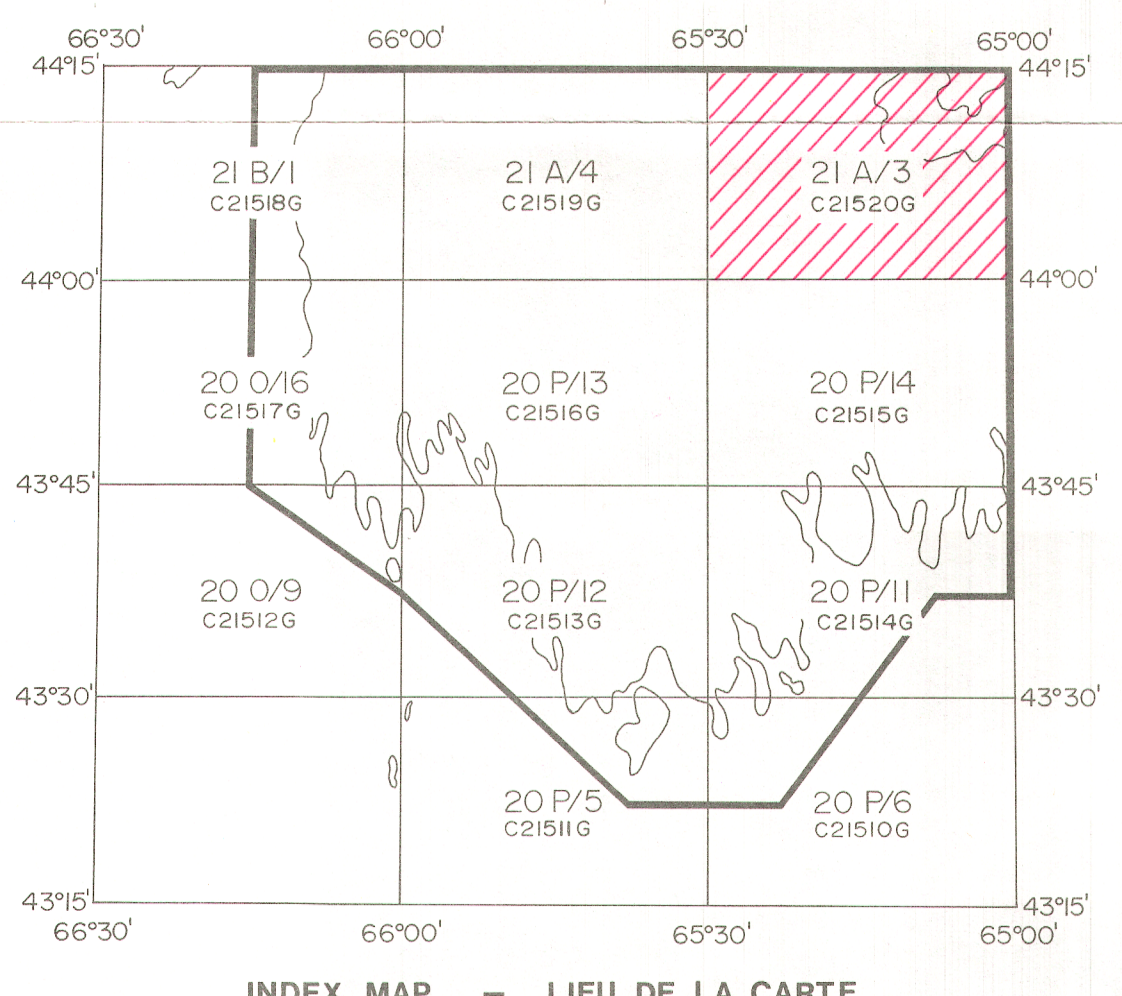 66°30' 66°00' 65°30' 65°00'
44°15' 44°15'
21 B/1 21 A/4 21 A/3
C21518G C21519G C21520G
44°00' 44°00'
20 O/16 20 P/13 20 P/14
C21517G C21516G C21515G
43°45' 43°45'
20 O/9 20 P/12 20 P/11
C21512G C21513G C21514G
43°30' 43°30'
20 P/5 20 P/6
C21511G C21510G
43°15' 43°15'
66°30' 66°00' 65°30' 65°00'
INDEX MAP — LIEU DE LA CARTE